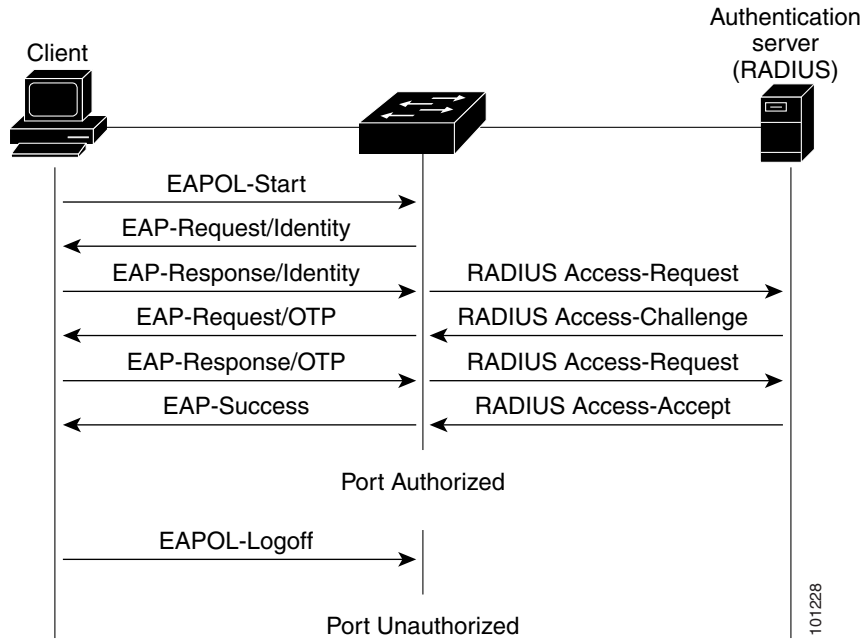 Authentication
server
(RADIUS)
Client
EAPOL-Start
EAP-Request/Identity
EAP-Response/Identity
RADIUS Access-Request
EAP-Request/OTP
RADIUS Access-Challenge
EAP-Response/OTP
RADIUS Access-Request
EAP-Success
RADIUS Access-Accept
Port Authorized
EAPOL-Logoff
Port Unauthorized
101228